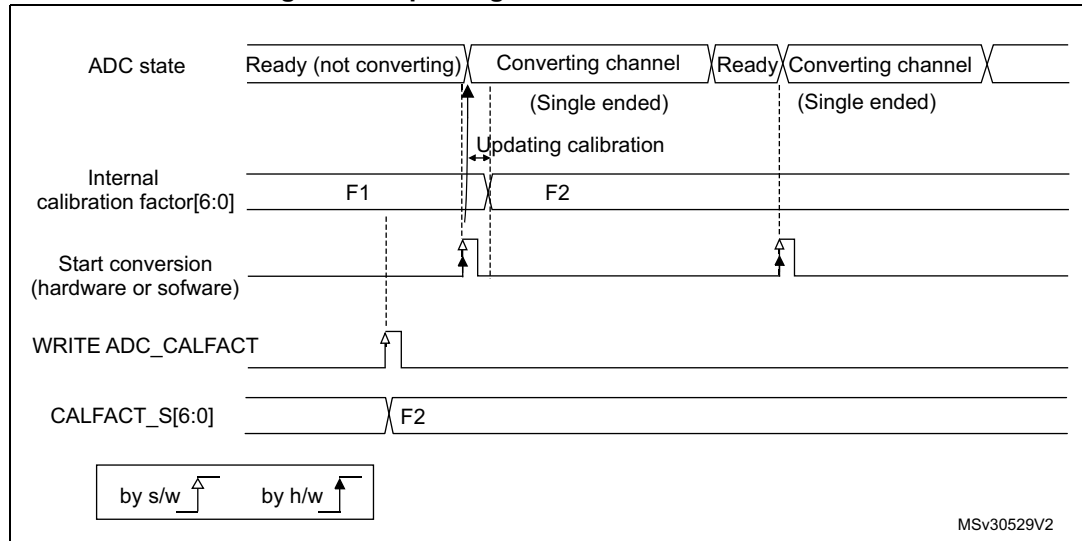 ADC state
Ready (not converting)
Converting channel
Ready
Converting channel
(Single ended)
(Single ended)
Updating calibration
Internal
calibration factor[6:0]
F1
F2
Start conversion
(hardware or sofware)
WRITE ADC_CALFACT
CALFACT_S[6:0]
F2
by s/w
by h/w
MSv30529V2